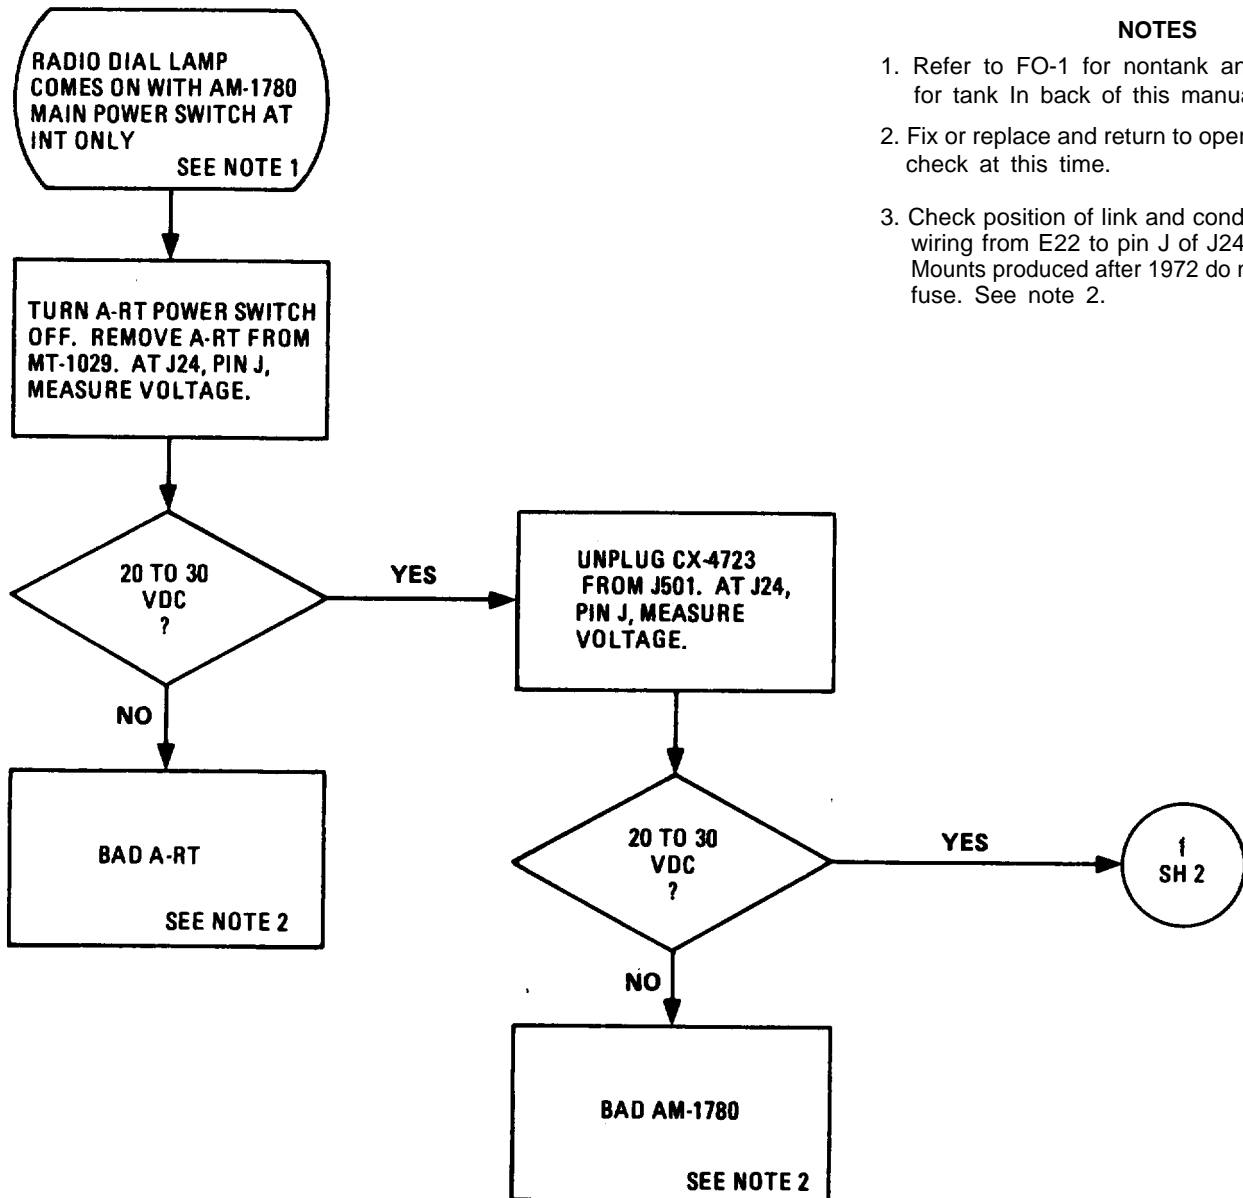 RADIO DIAL LAMP
COMES ON WITH AM-1780
MAIN POWER SWITCH AT
INT ONLY
SEE NOTE 1
TURN A-RT POWER SWITCH
OFF. REMOVE A-RT FROM
MT-1029. AT J24, PIN J,
MEASURE VOLTAGE.
20 TO 30
VDC
?
YES
NO
BAD A-RT
SEE NOTE 2
UNPLUG CX-4723
FROM J501. AT J24,
PIN J, MEASURE
VOLTAGE.
20 TO 30
VDC
?
YES
NO
1
SH 2
BAD AM-1780
SEE NOTE 2
NOTES
1. Refer to FO-1 for nontank
for tank In back of this
2. Fix or replace and return to
check at this time.
3. Check position of link and
wiring from E22 to pin J of J24
Mounts produced after 1972 do
fuse. See note 2.